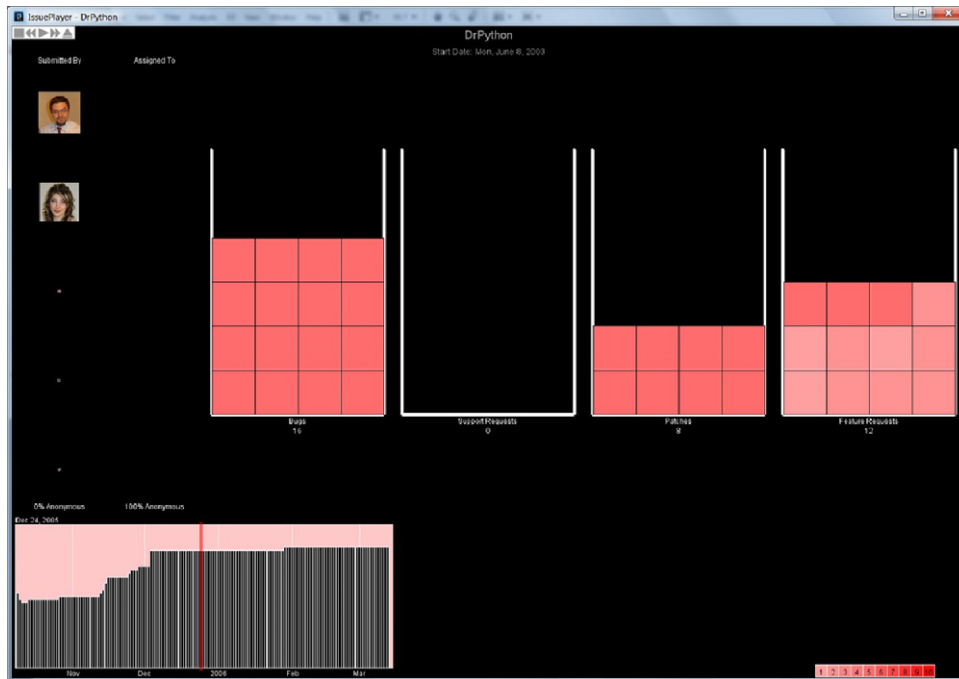 IssuePlayer - DrPython
DrPython
Start Date: Mon, June 8, 2003
Submitted By
Assigned To
Bugs
16
Support Requests
0
Patches
8
Feature Requests
12
0% Anonymous
100% Anonymous
Dec 24, 2005
Nov
Dec
2006
Feb
Mar
1 2 3 4 5 6 7 8 9 10